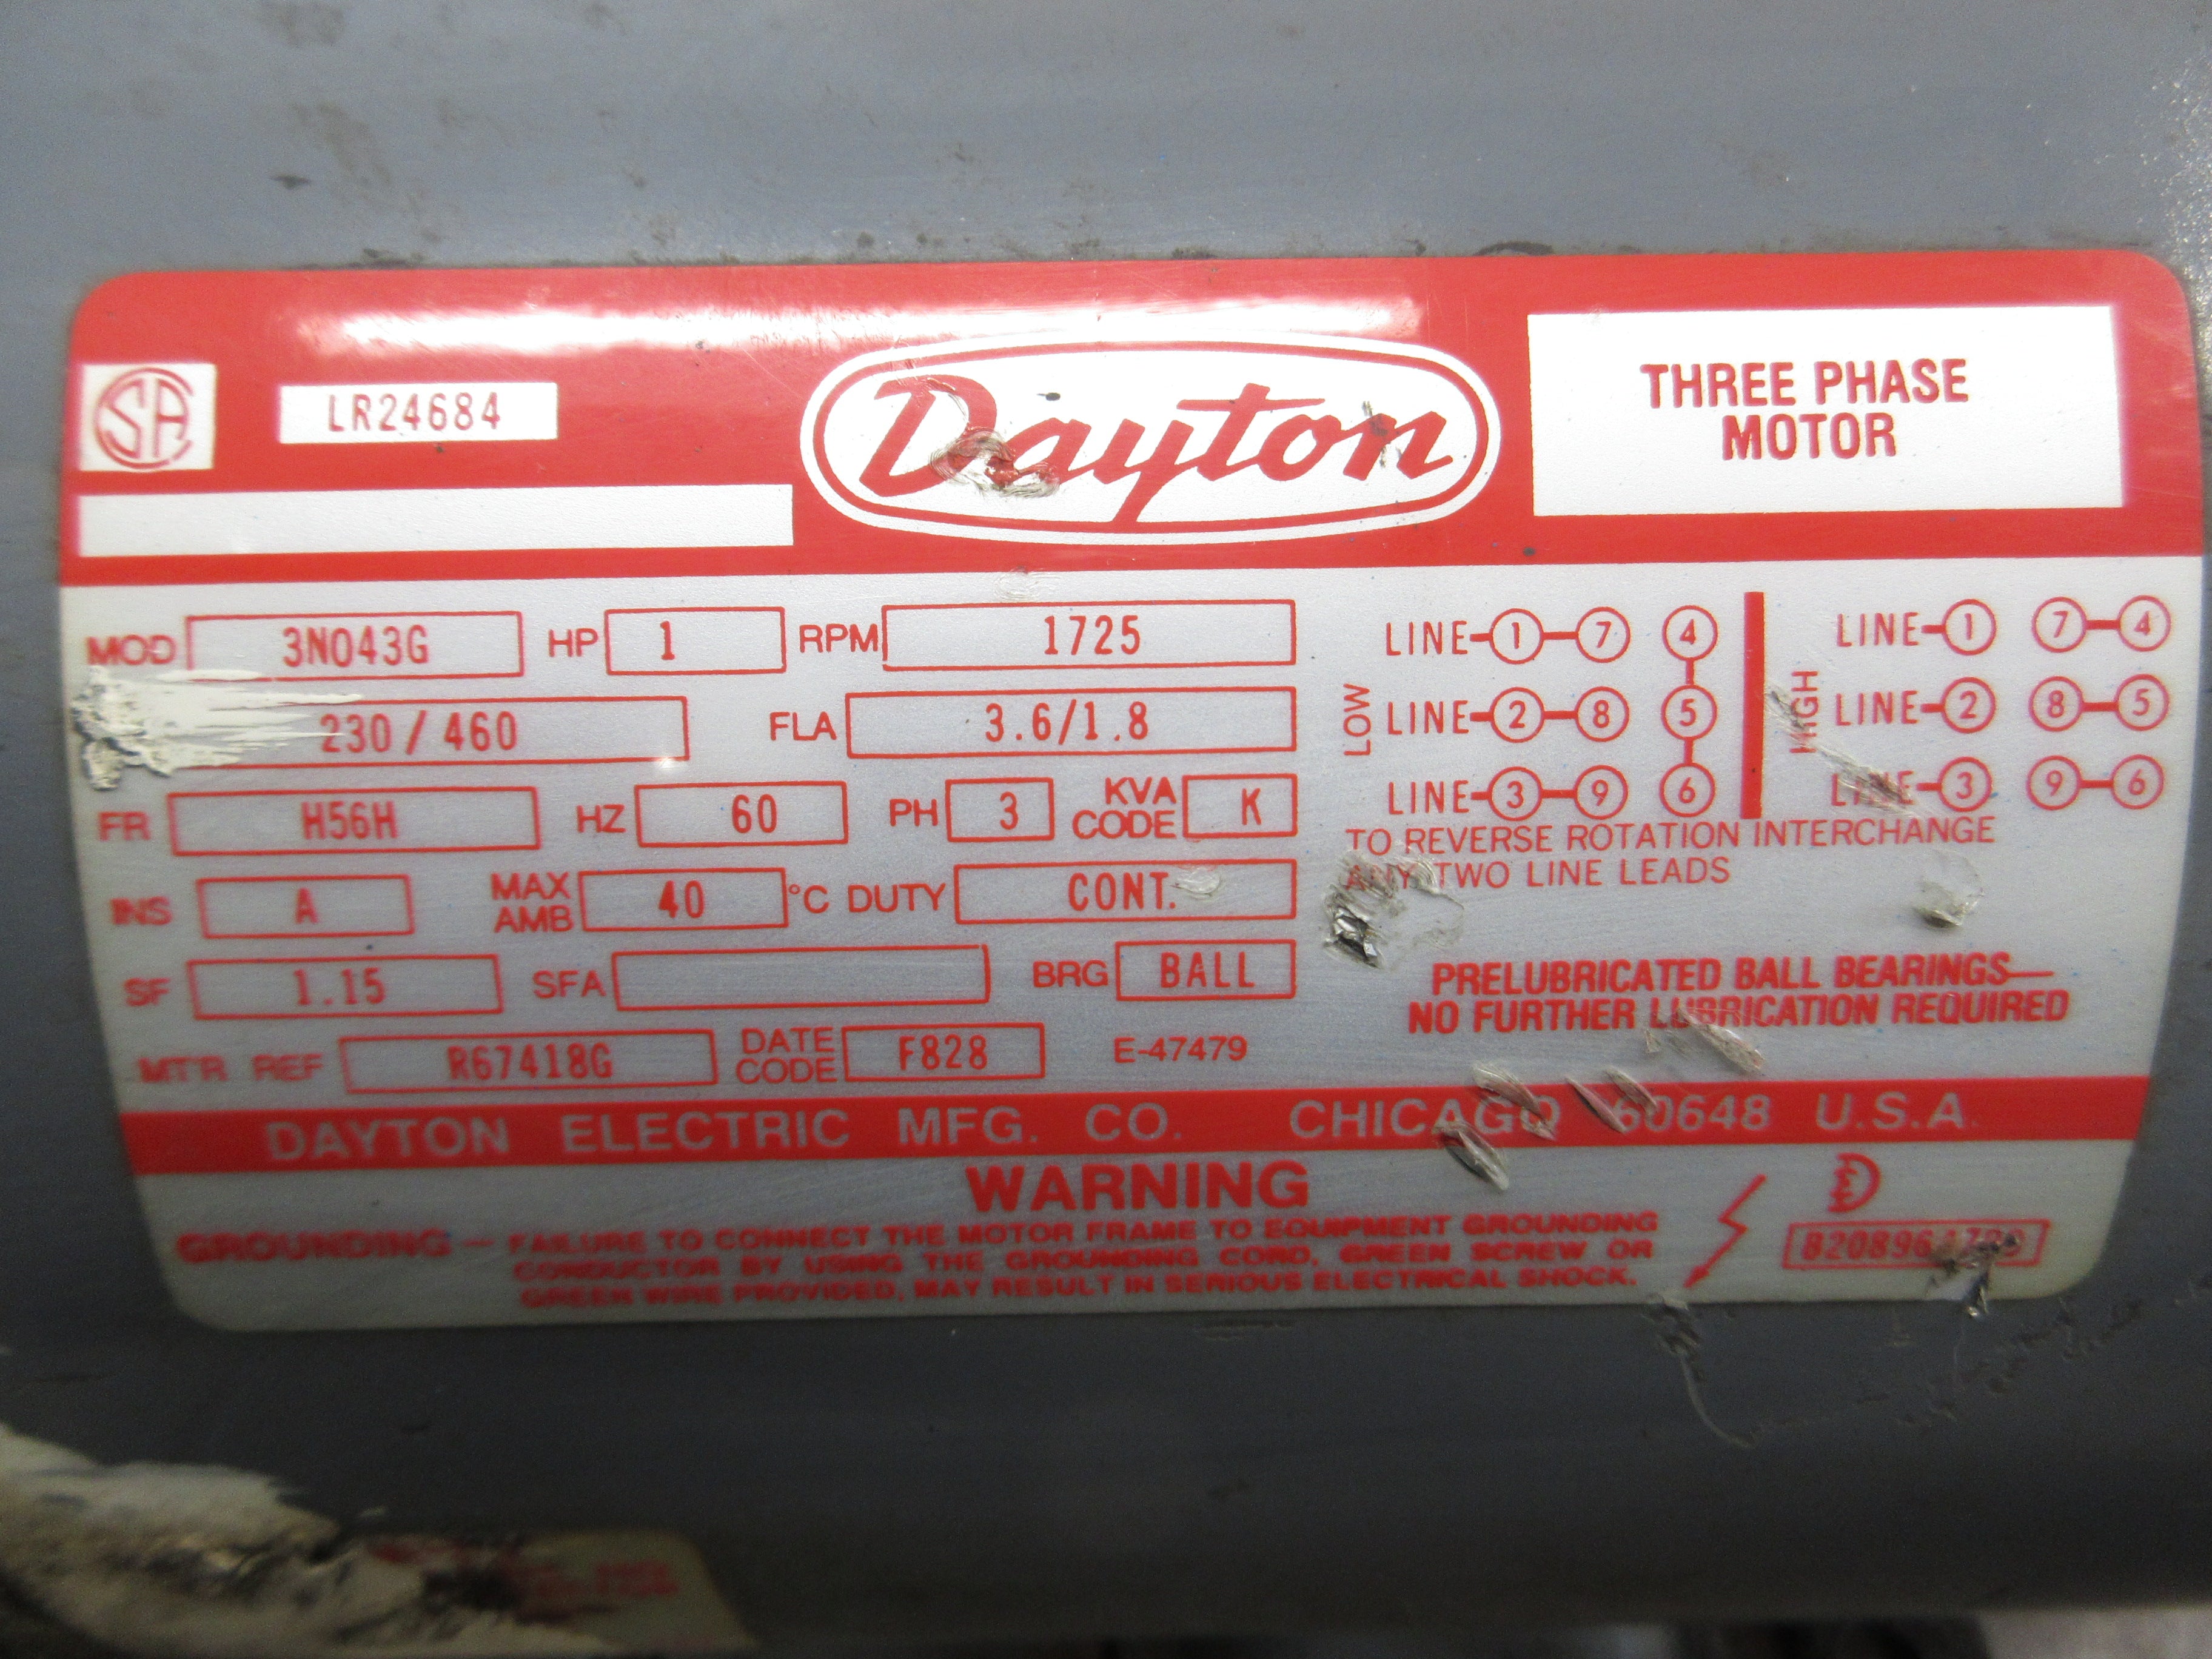 SA
LR24684
Dayton
THREE PHASE
MOTOR
MOD 3N043G HP 1 RPM 1725
230/460 FLA 3.6/1.8
FR H56H HZ 60 PH 3 KVA CODE K
INS A MAX AMB 40 °C DUTY CONT.
SF 1.15 SFA BRG BALL
MTR REF R67418G DATE CODE F828 E-47479
LOW
LINE-1-7 4
LINE-2-8 5
LINE-3-9 6
HIGH
LINE-1 7-4
LINE-2 8-5
LINE-3 9-6
TO REVERSE ROTATION INTERCHANGE
ANY TWO LINE LEADS
PRELUBRICATED BALL BEARINGS—
NO FURTHER LUBRICATION REQUIRED
DAYTON ELECTRIC MFG. CO. CHICAGO 60648 U.S.A.
WARNING
GROUNDING — FAILURE TO CONNECT THE MOTOR FRAME TO EQUIPMENT GROUNDING
CONDUCTOR BY USING THE GROUNDING CORD, GREEN SCREW OR
GREEN WIRE PROVIDED, MAY RESULT IN SERIOUS ELECTRICAL SHOCK.